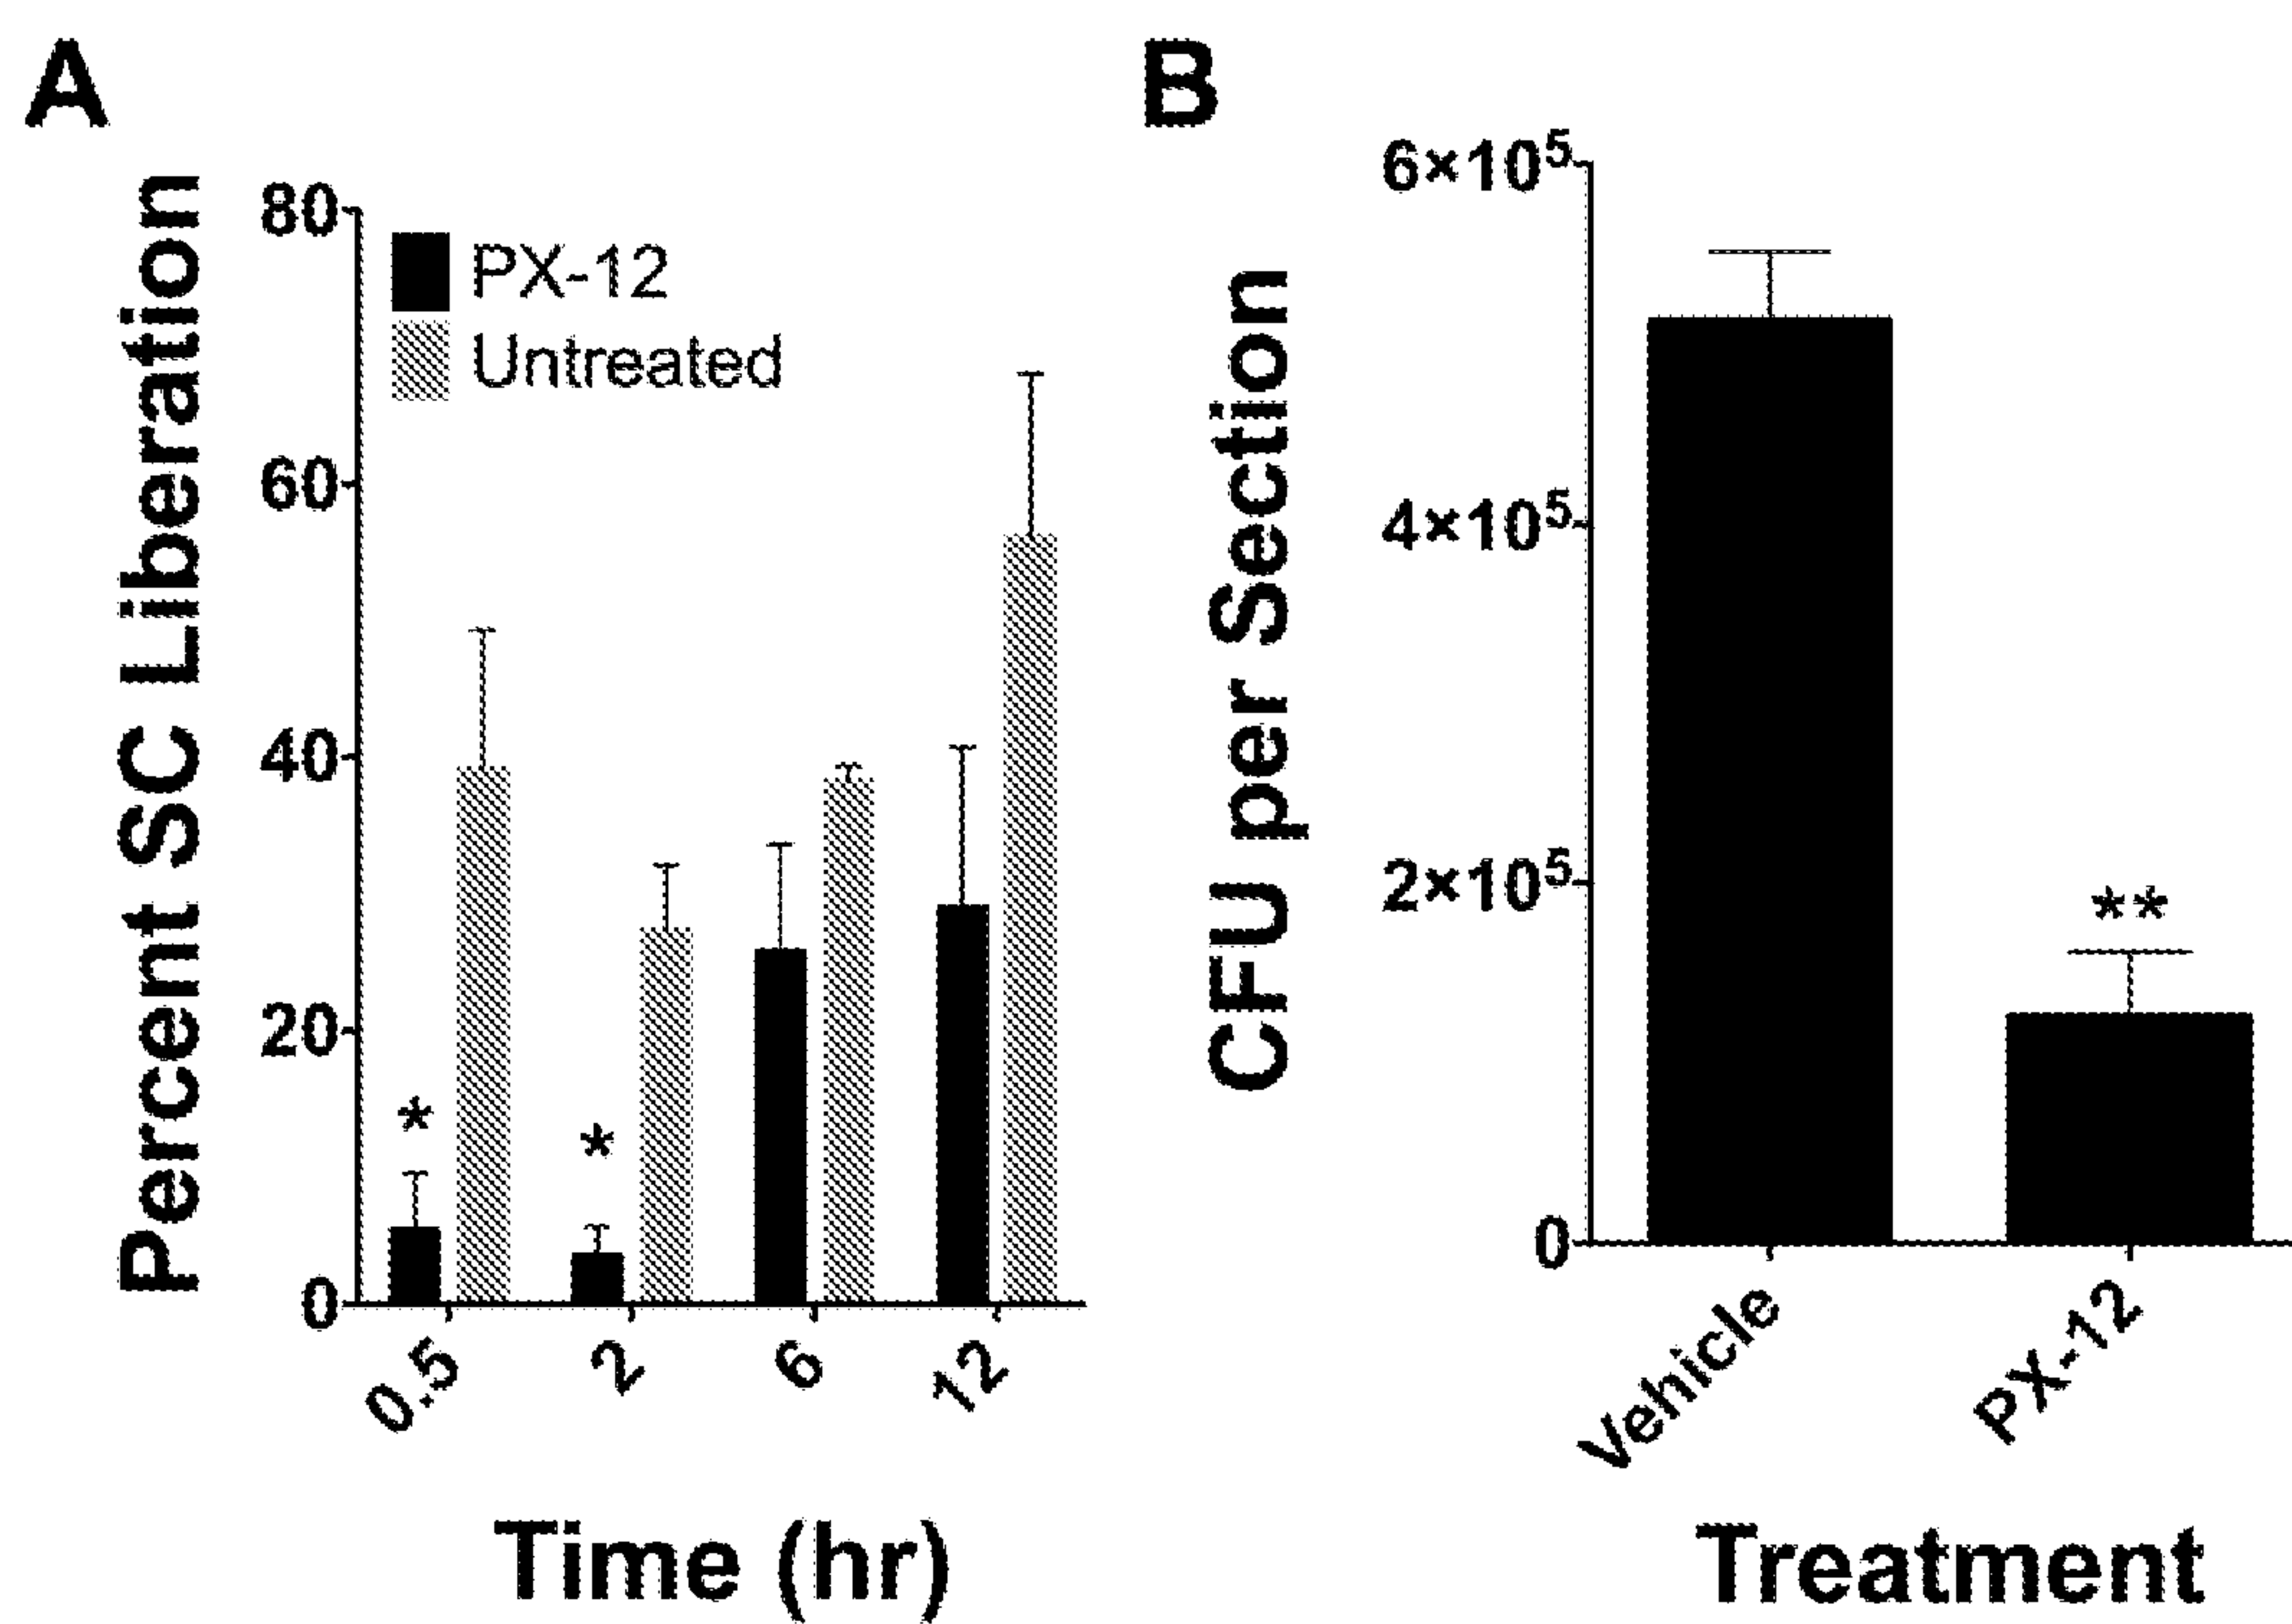 A
Percent SC Liberation
80
60
40
20
0
PX-12
Untreated
*
*
0.5
2
6
12
Time (hr)
B
CFU per Section
6×10⁵
4×10⁵
2×10⁵
0
**
Vehicle
PX-12
Treatment